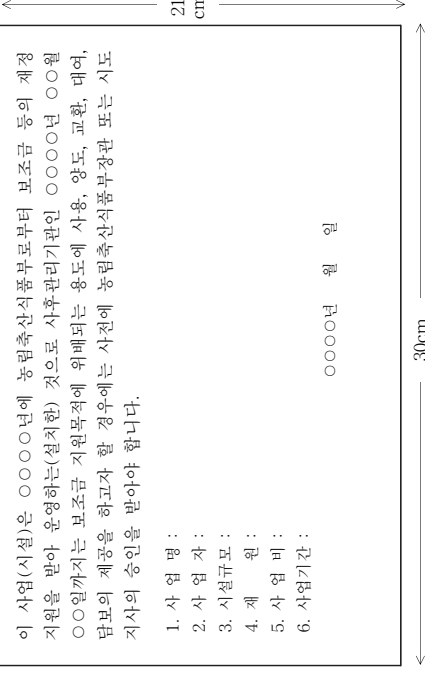 이 사업(시설)은 ○○○○년에 농림축산식품부로부터 보조금 등의 재정
지원을 받아 운영하는(설치한) 것으로 사후관리기관인 ○○○○년 ○○월
○○일까지는 보조금 지원목적에 위배되는 용도에 사용, 양도, 교환, 대여,
담보의 제공을 하고자 할 경우에는 사전에 농림축산식품부장관 또는 시도
지사의 승인을 받아야 합니다.
1. 사 업 명 :
2. 사 업 자 :
3. 시설규모 :
4. 재 원 :
5. 사 업 비 :
6. 사업기간 :
○○○○년 월 일
21
cm
30cm